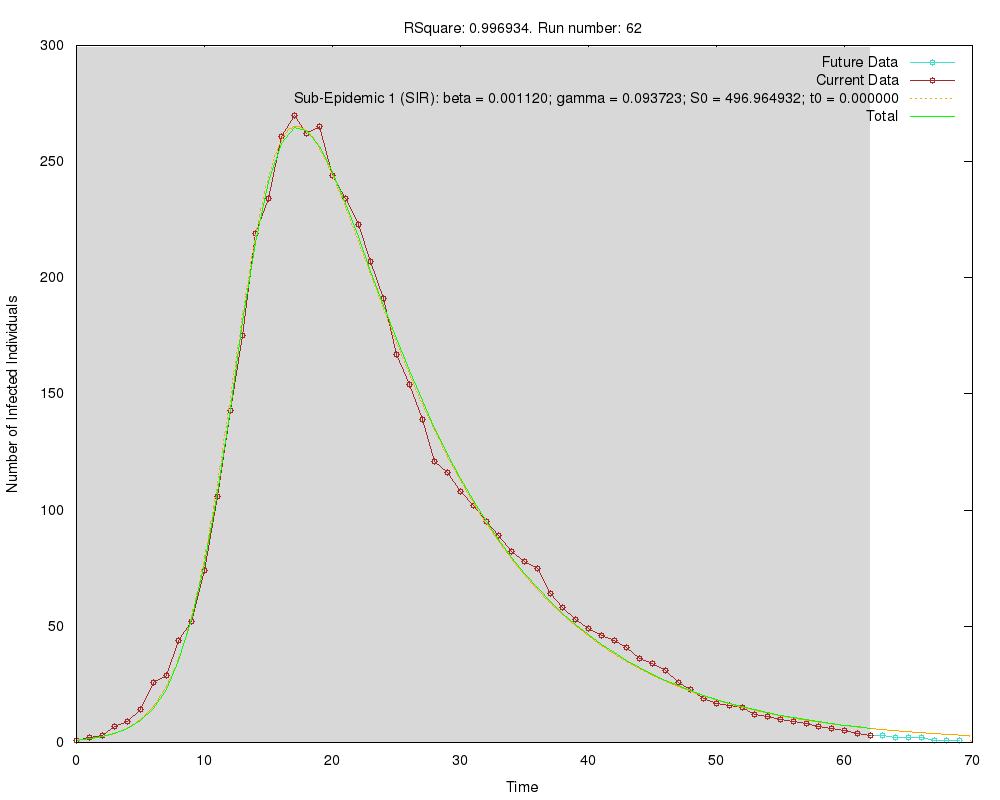 RSquare: 0.996934. Run number: 62
300
250
200
150
100
50
0
Number of Infected Individuals
Future Data
Current Data
Sub-Epidemic 1 (SIR): beta = 0.001120; gamma = 0.093723; S0 = 496.964932; t0 = 0.000000
Total
0 10 20 30 40 50 60 70
Time